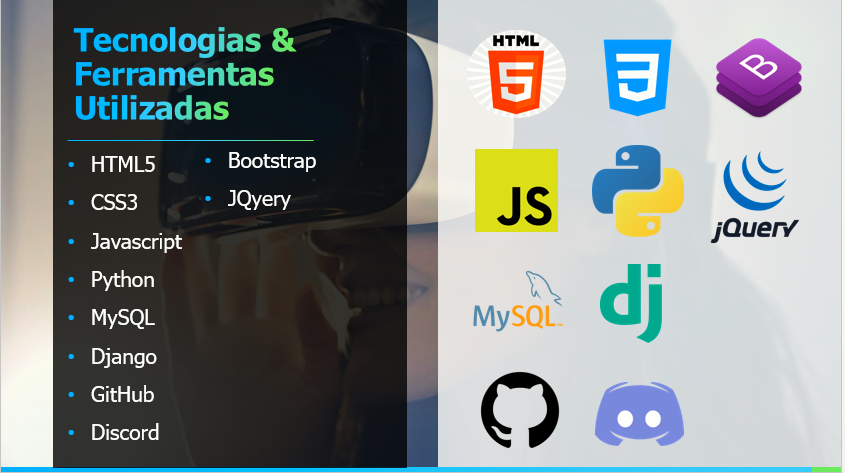 Tecnologias &
Ferramentas
Utilizadas
HTML5
CSS3
Javascript
Python
MySQL
Django
GitHub
Discord
Bootstrap
JQyery
HTML
5
3
B
JS
jQuery
MySQL
dj